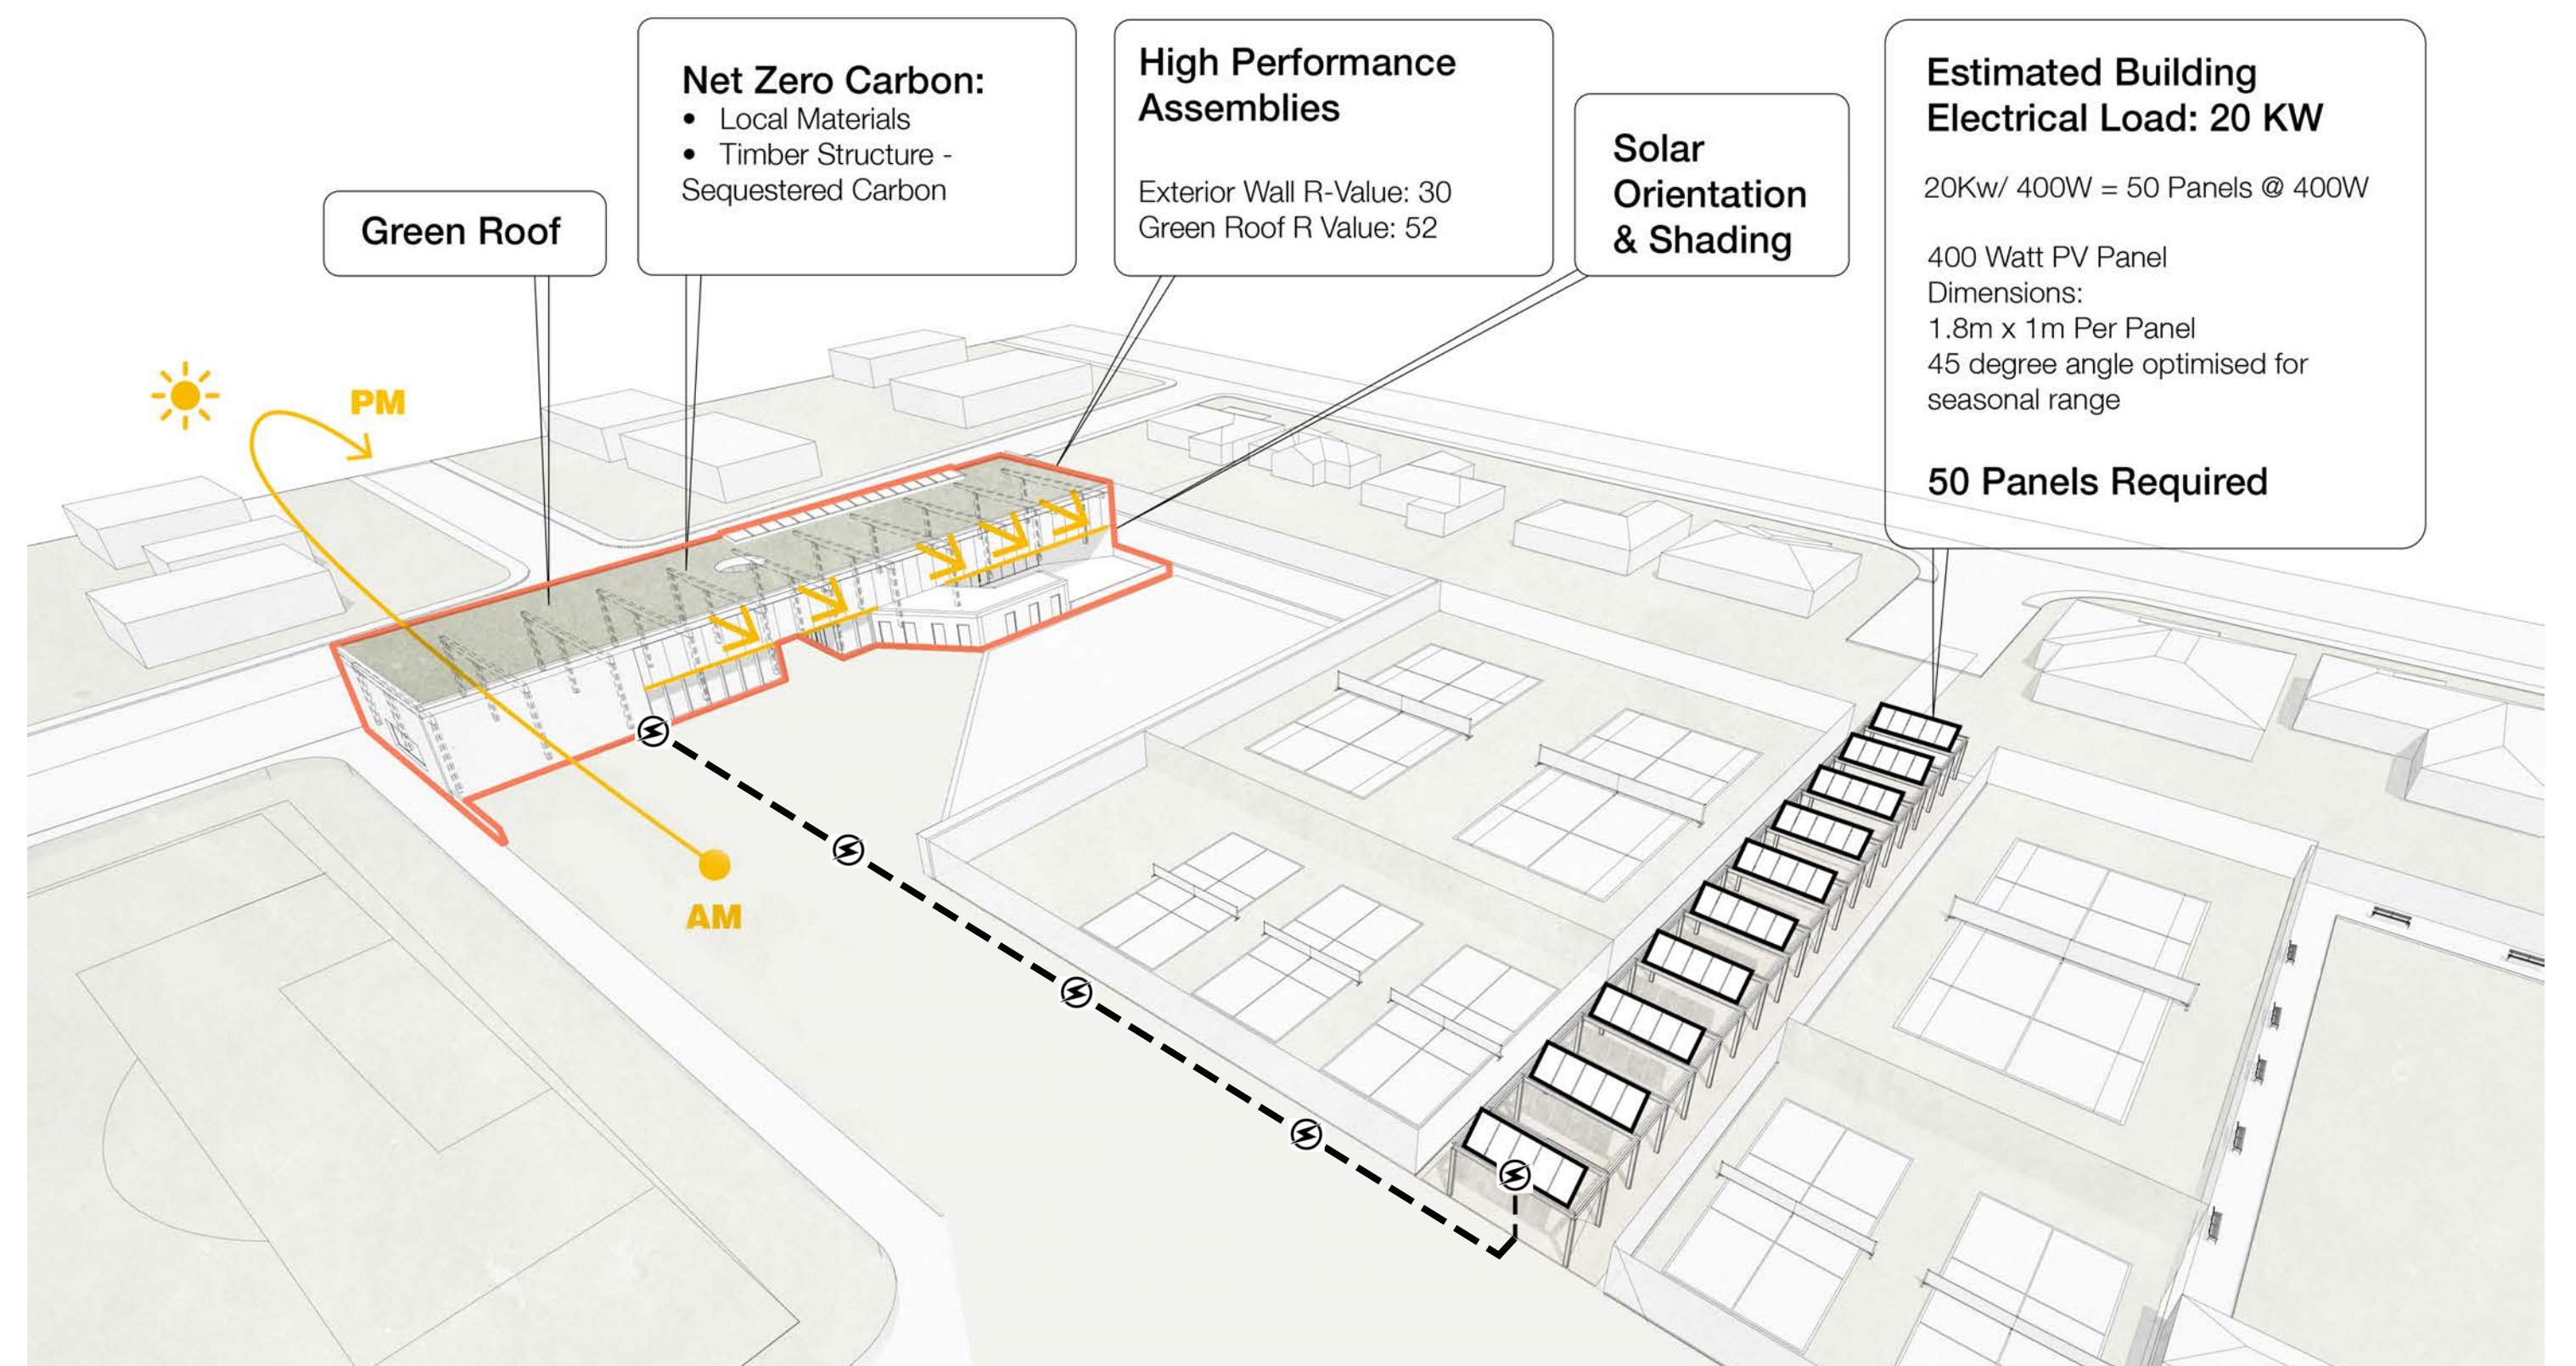 Green Roof
Net Zero Carbon:
• Local Materials
• Timber Structure -
Sequestered Carbon
High Performance
Assemblies
Exterior Wall R-Value: 30
Green Roof R Value: 52
Solar
Orientation
& Shading
Estimated Building
Electrical Load: 20 KW
20Kw/ 400W = 50 Panels @ 400W
400 Watt PV Panel
Dimensions:
1.8m x 1m Per Panel
45 degree angle optimised for
seasonal range
50 Panels Required
PM
AM